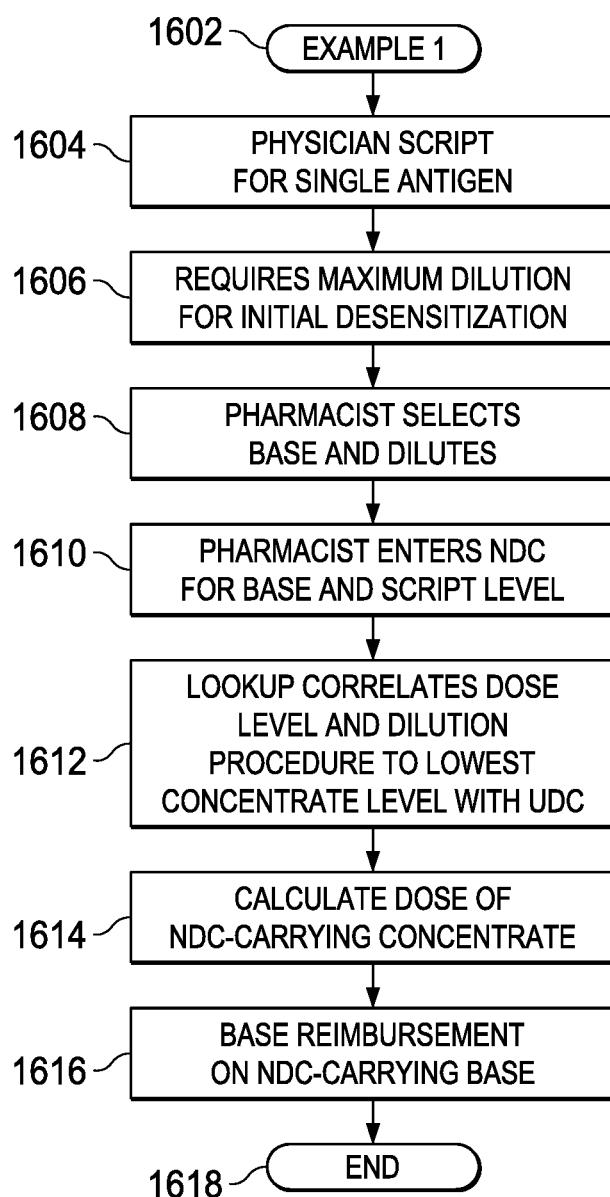 1602 EXAMPLE 1
1604 PHYSICIAN SCRIPT
FOR SINGLE ANTIGEN
1606 REQUIRES MAXIMUM DILUTION
FOR INITIAL DESENSITIZATION
1608 PHARMACIST SELECTS
BASE AND DILUTES
1610 PHARMACIST ENTERS NDC
FOR BASE AND SCRIPT LEVEL
LOOKUP CORRELATES DOSE
LEVEL AND DILUTION
1612 PROCEDURE TO LOWEST
CONCENTRATE LEVEL WITH UDC
1614 CALCULATE DOSE OF
NDC-CARRYING CONCENTRATE
1616 BASE REIMBURSEMENT
ON NDC-CARRYING BASE
1618 END